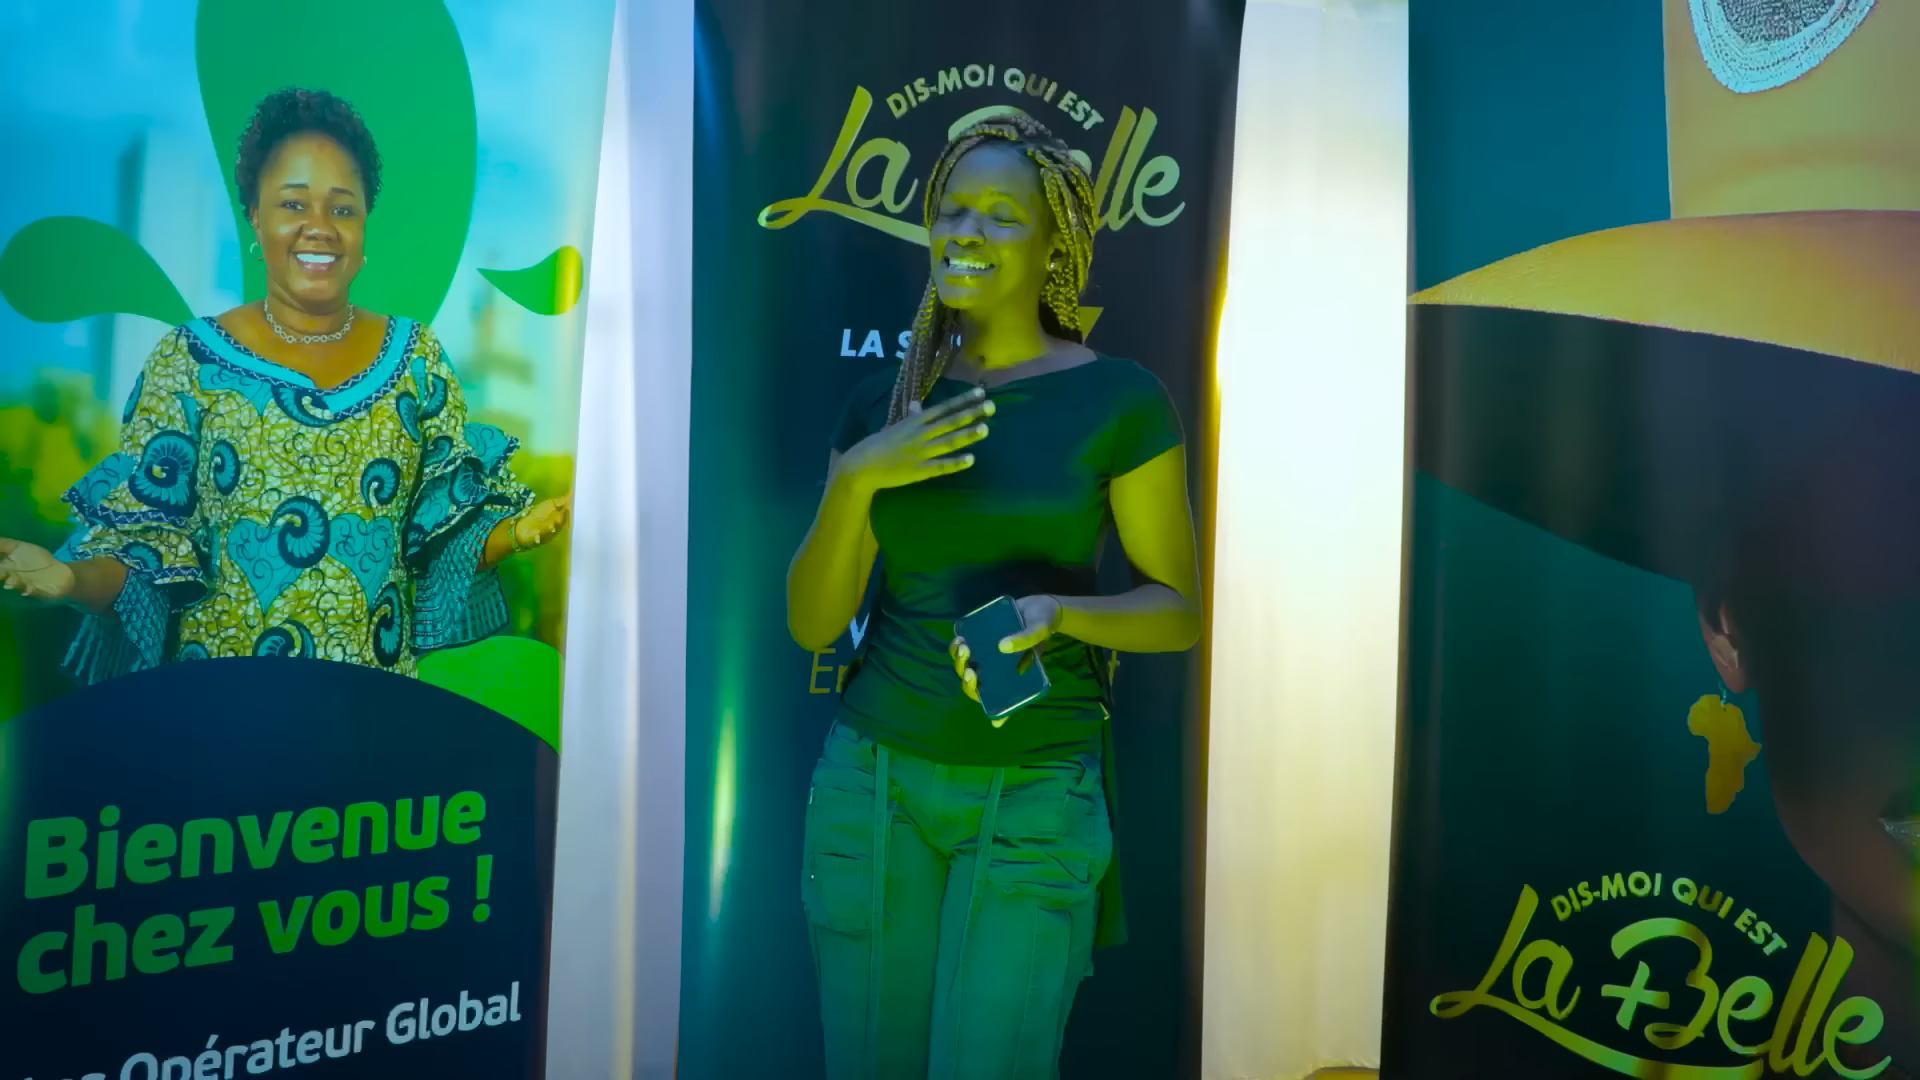 Bienvenue
chez vous !
Opérateur Global
DIS-MOI QUI EST
La Belle
LA
DIS-MOI QUI EST
La +Belle